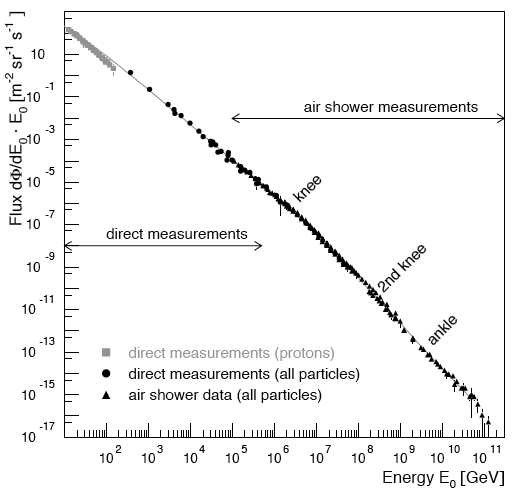 Flux dΦ/dE₀ · E₀ [m⁻² sr⁻¹ s⁻¹]
10
10⁻¹
10⁻³
10⁻⁵
10⁻⁷
10⁻⁹
10⁻¹¹
10⁻¹³
10⁻¹⁵
10⁻¹⁷
air shower measurements
knee
direct measurements
2nd knee
ankle
direct measurements (protons)
direct measurements (all particles)
air shower data (all particles)
10² 10³ 10⁴ 10⁵ 10⁶ 10⁷ 10⁸ 10⁹ 10¹⁰ 10¹¹
Energy E₀ [GeV]